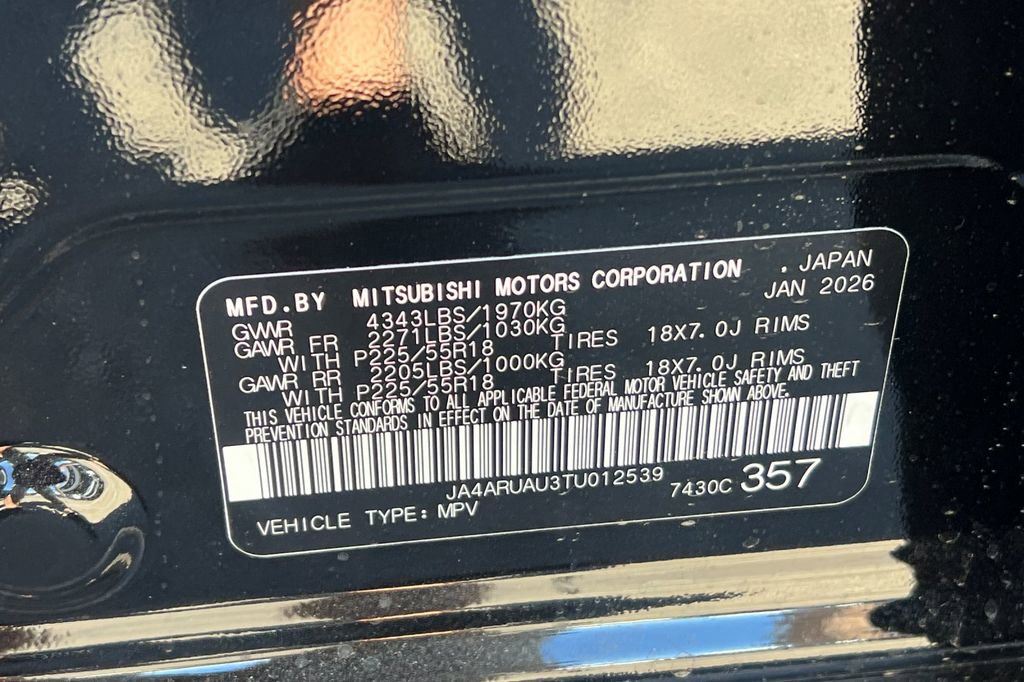 MFD.BY MITSUBISHI MOTORS CORPORATION . JAPAN
JAN 2026
GVWR 4343LBS/1970KG
GAWR FR 2271LBS/1030KG
WITH P225/55R18 TIRES 18X7.0J RIMS
GAWR RR 2205LBS/1000KG
WITH P225/55R18 TIRES 18X7.0J RIMS
THIS VEHICLE CONFORMS TO ALL APPLICABLE FEDERAL MOTOR VEHICLE SAFETY AND THEFT
PREVENTION STANDARDS IN EFFECT ON THE DATE OF MANUFACTURE SHOWN ABOVE.
JA4ARUAU3TU012539
7430C 357
VEHICLE TYPE: MPV